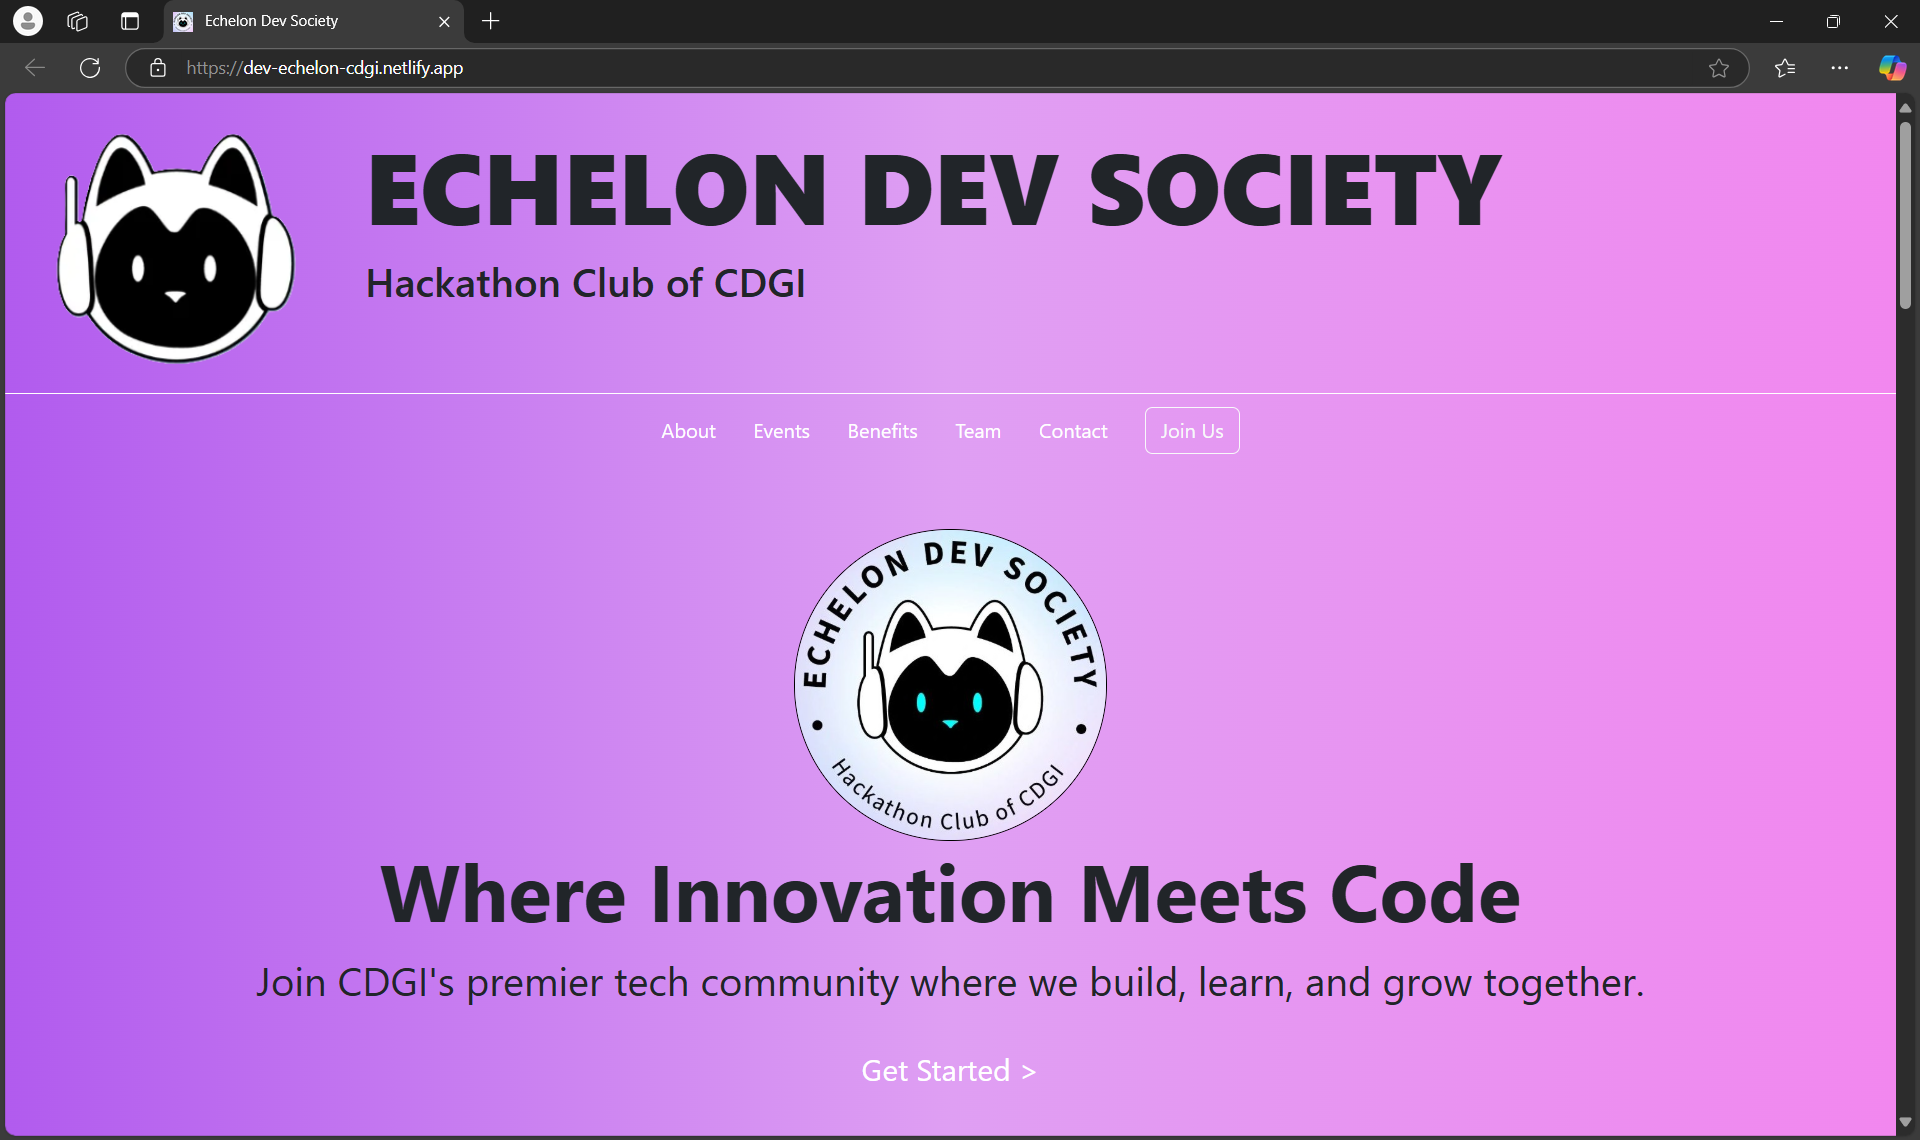 Echelon Dev Society
https://dev-echelon-cdgi.netlify.app
ECHELON DEV SOCIETY
Hackathon Club of CDGI
About Events Benefits Team Contact Join Us
ECHELON DEV SOCIETY
Hackathon Club of CDGI
Where Innovation Meets Code
Join CDGI's premier tech community where we build, learn, and grow together.
Get Started >